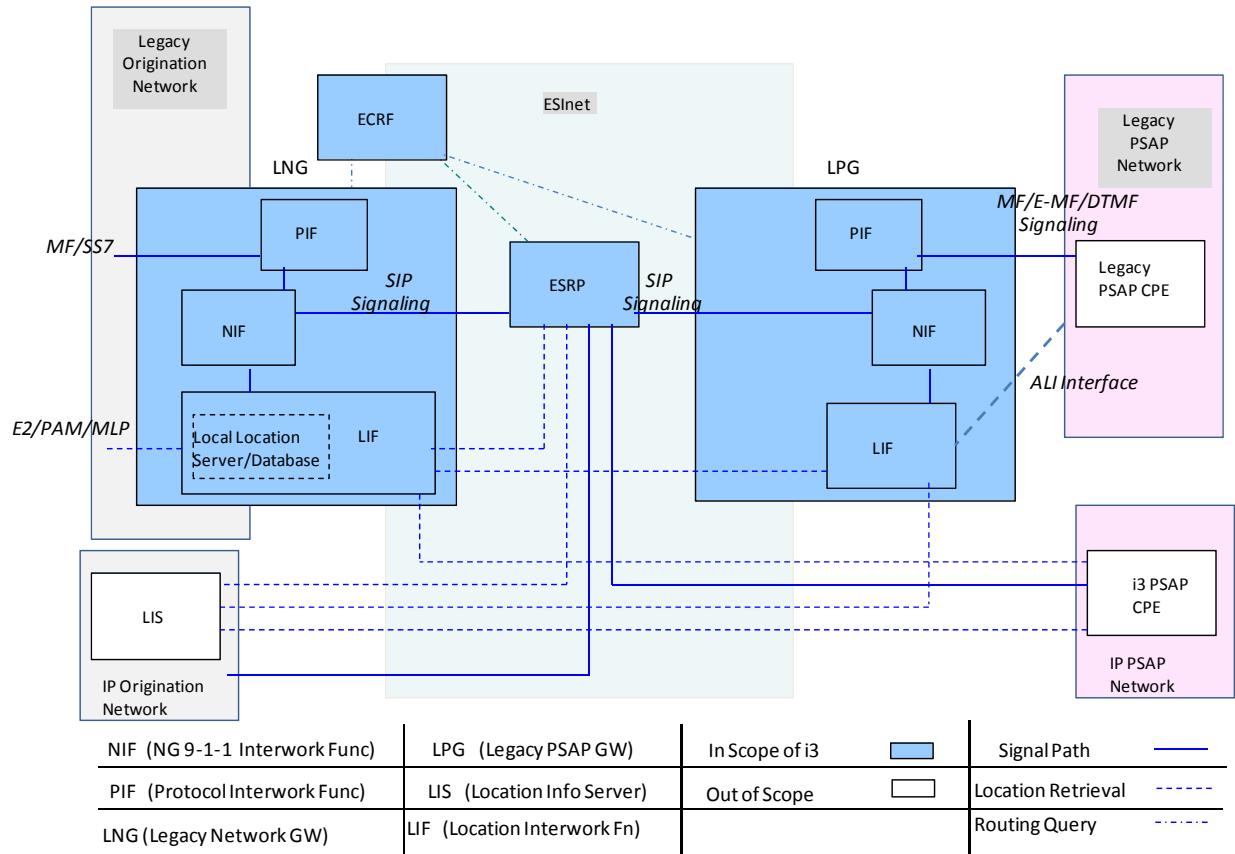 Legacy
Origination
Network
ECRF
ESInet
Legacy
PSAP
Network
LNG
LPG
PIF
PIF
MF/E-MF/DTMF
Signaling
MF/SS7
SIP
Signaling
ESRP
SIP
Signaling
Legacy
PSAP CPE
NIF
NIF
ALI Interface
E2/PAM/MLP
Local Location
Server/Database
LIF
LIF
LIS
i3 PSAP
CPE
IP Origination
Network
IP PSAP
Network
NIF (NG 9-1-1 Interwork Func)
LPG (Legacy PSAP GW)
In Scope of i3
Signal Path
PIF (Protocol Interwork Func)
LIS (Location Info Server)
Out of Scope
Location Retrieval
LNG (Legacy Network GW)
LIF (Location Interwork Fn)
Routing Query